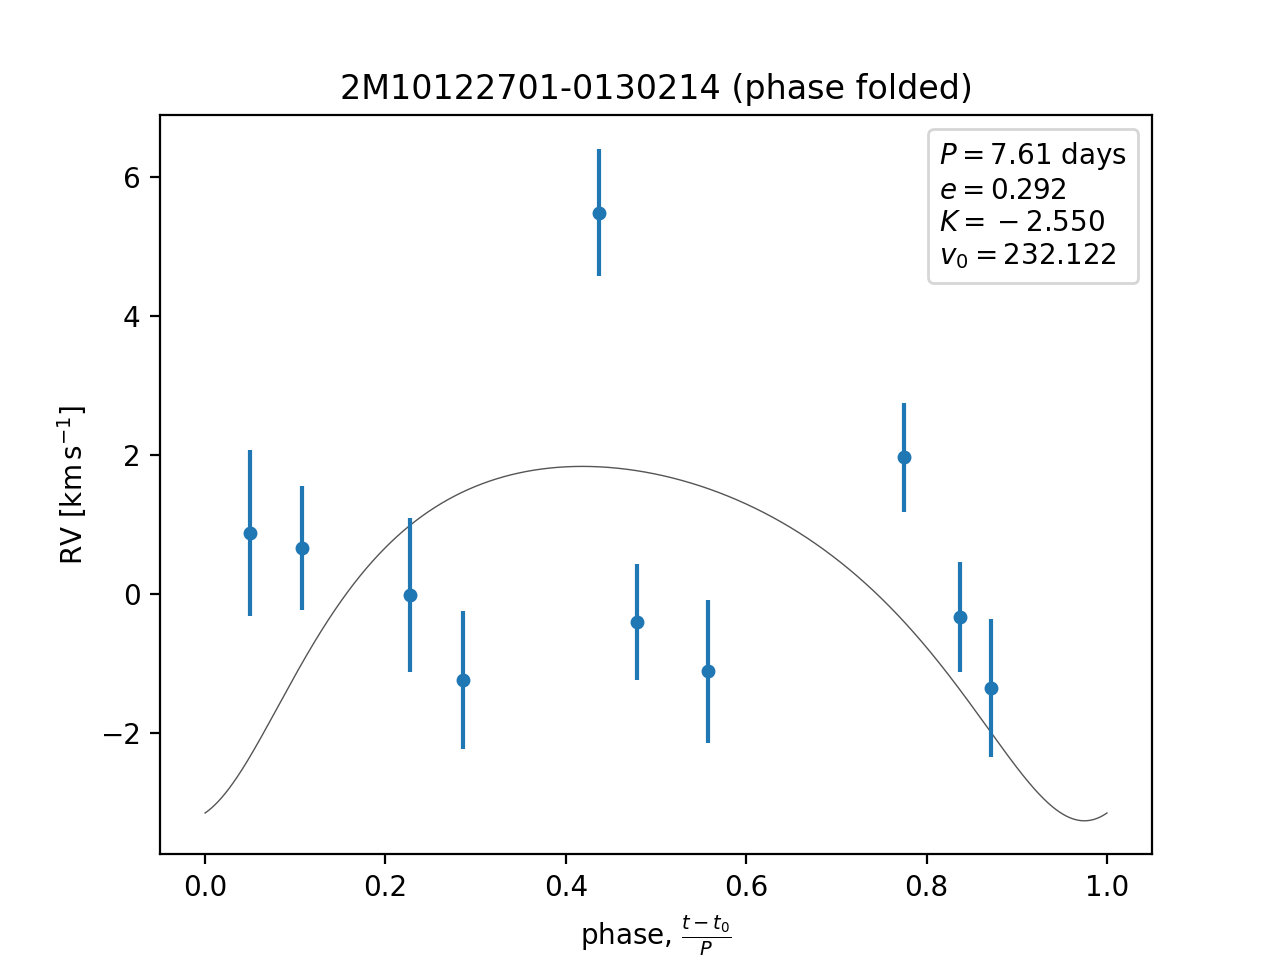 2M10122701-0130214 (phase folded)
P = 7.61 days
e = 0.292
K = −2.550
v₀ = 232.122
6
4
2
0
−2
RV [km s⁻¹]
0.0 0.2 0.4 0.6 0.8 1.0
phase, (t − t₀)/P